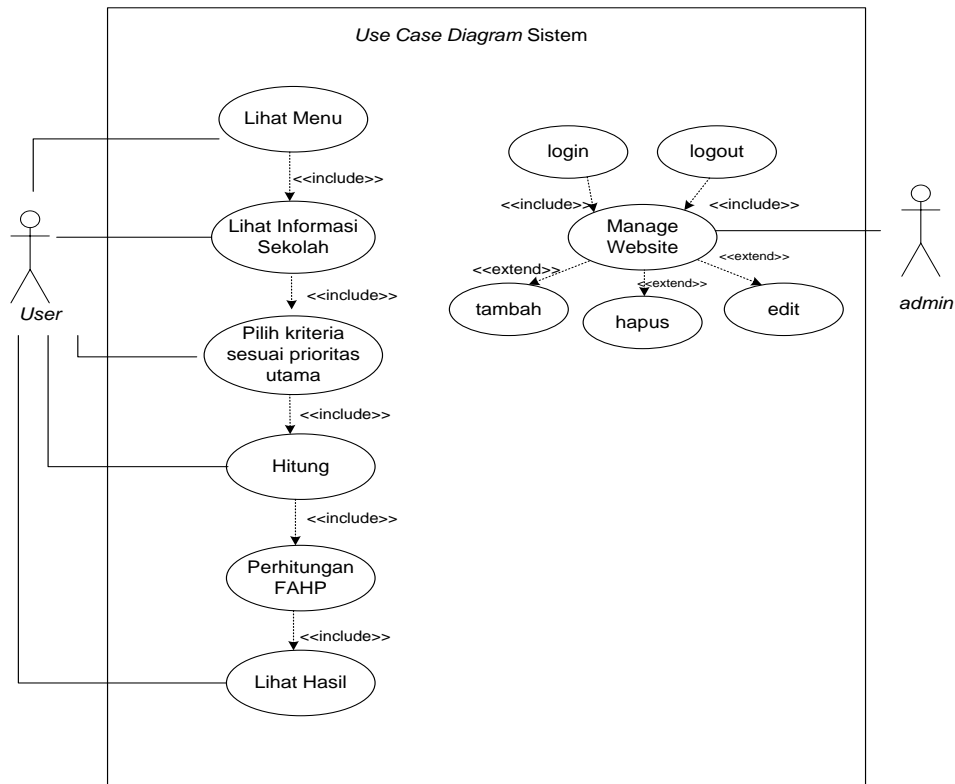 Use Case Diagram Sistem
Lihat Menu
<<include>>
Lihat Informasi
Sekolah
<<include>>
Pilih kriteria
sesuai prioritas
utama
<<include>>
Hitung
<<include>>
Perhitungan
FAHP
<<include>>
Lihat Hasil
User
login
logout
<<include>>
<<include>>
Manage
Website
<<extend>>
<<extend>>
<<extend>>
tambah
hapus
edit
admin